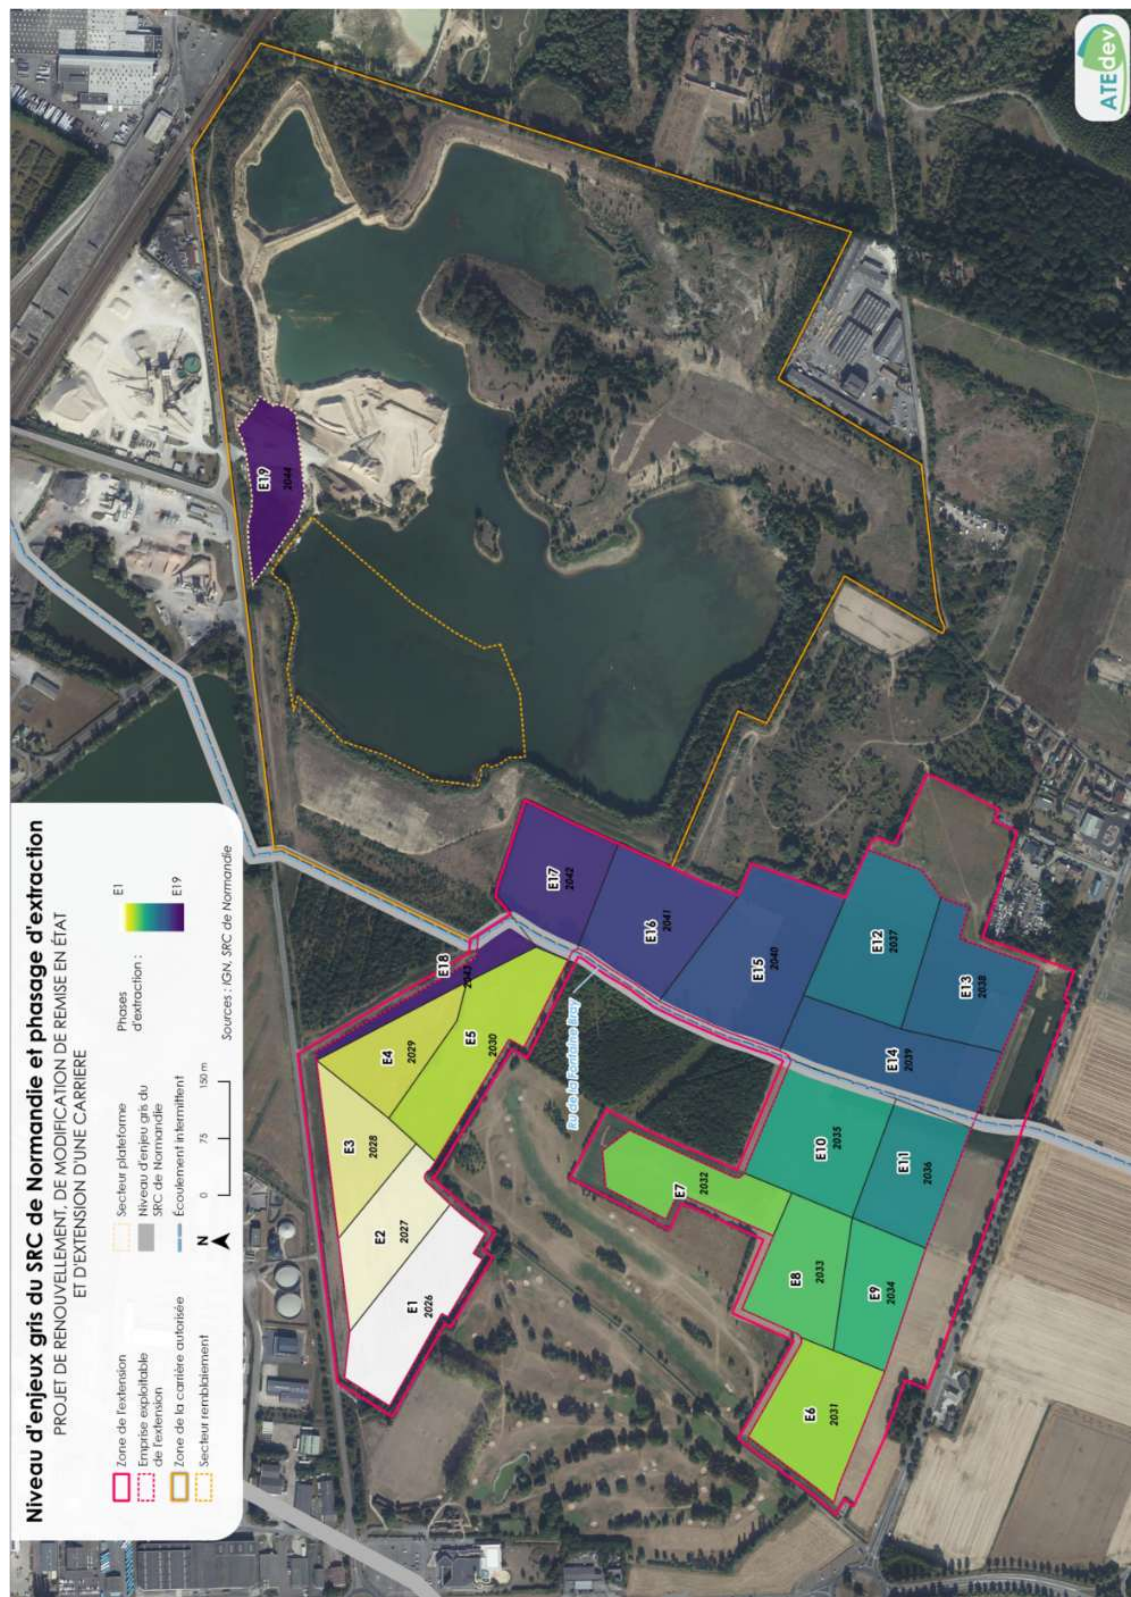 Niveau d'enjeux gris du SRC de Normandie et phasage d'extraction
PROJET DE RENOUVELLEMENT, DE MODIFICATION DE REMISE EN ÉTAT
ET D'EXTENSION D'UNE CARRIERE
Zone de l'extension
Emprise exploitable
de l'extension
Zone de la carrière autorisée
Secteur remblaiement
Secteur plateforme
Niveau d'enjeu gris du
SRC de Normandie
Écoulement intermittent
Phases
d'extraction :
E1
E19
N
0
75
150 m
Sources : IGN, SRC de Normandie
E1
2026
E2
2027
E3
2028
E4
2029
E5
2030
E18
2043
E17
2042
E16
2041
E15
2040
E12
2037
E13
2038
E14
2039
E10
2035
E11
2036
E7
2032
E8
2033
E9
2034
E6
2031
E19
2044
Ru de la Fontaine Bray
ATEdev